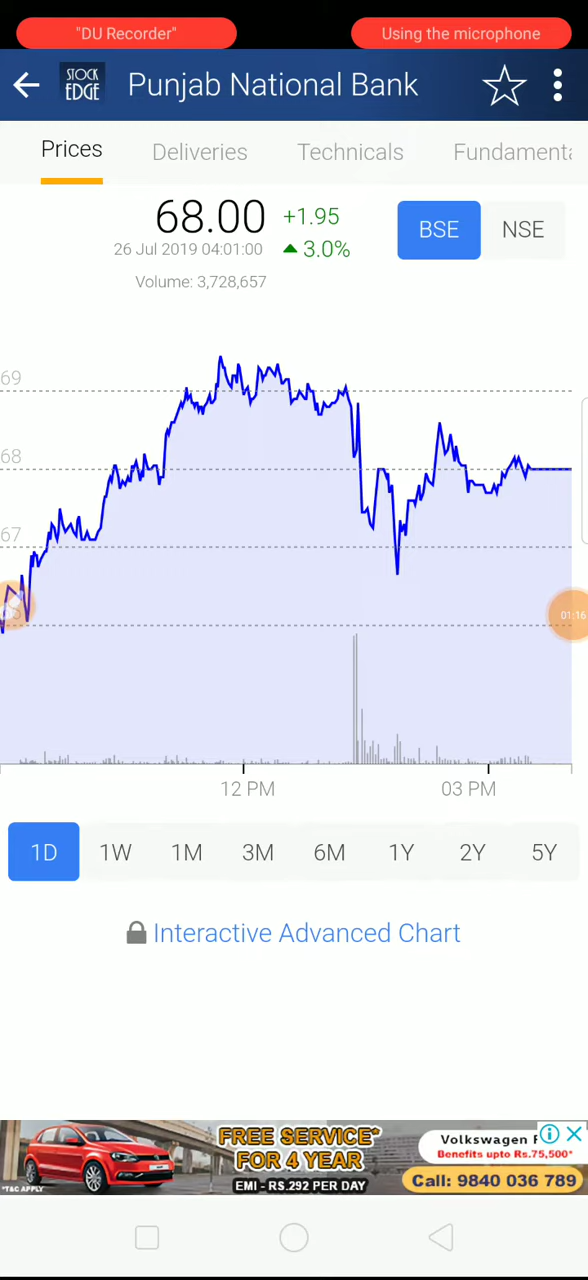 "DU Recorder" Using the microphone
STOCK EDGE Punjab National Bank
Prices Deliveries Technicals Fundamenta
68.00 +1.95
26 Jul 2019 04:01:00 3.0%
BSE NSE
Volume: 3,728,657
69
68
67
01:16
12 PM 03 PM
1D 1W 1M 3M 6M 1Y 2Y 5Y
Interactive Advanced Chart
FREE SERVICE*
FOR 4 YEAR
EMI - RS.292 PER DAY
*T&C APPLY
Volkswagen
Benefits upto Rs.75,500*
Call: 9840 036 789